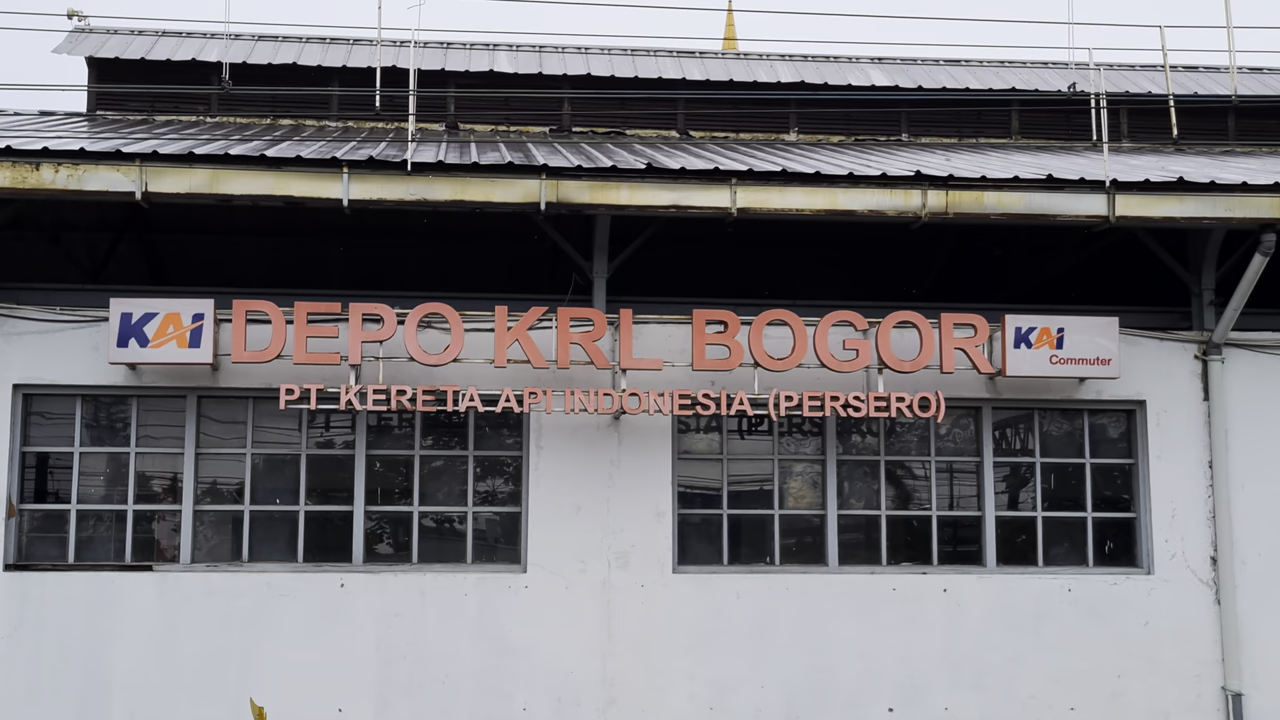 KAI
DEPO KRL BOGOR
KAI
Commuter
PT KERETA API INDONESIA (PERSERO)